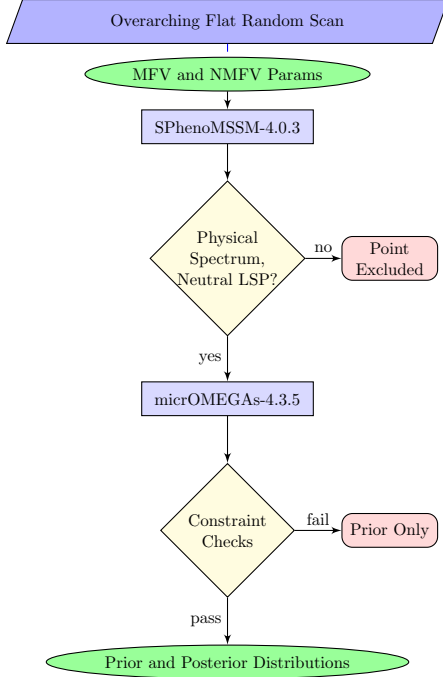 Overarching Flat Random Scan
MFV and NMFV Params
SPhenoMSSM-4.0.3
Physical
Spectrum,
Neutral LSP?
no
Point
Excluded
yes
micrOMEGAs-4.3.5
Constraint
Checks
fail
Prior Only
pass
Prior and Posterior Distributions